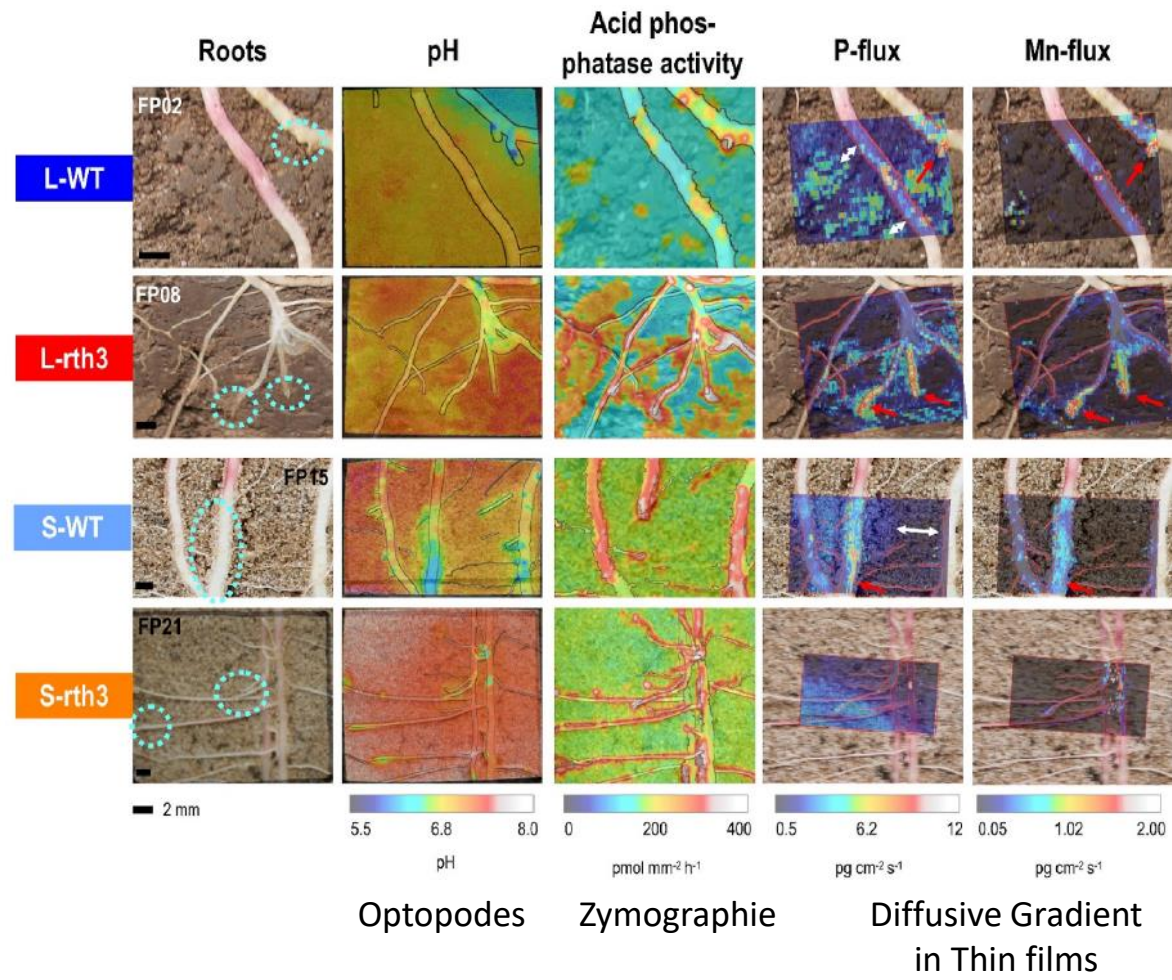 Roots
pH
Acid phos-
phatase activity
P-flux
Mn-flux
L-WT
FP02
L-rth3
FP08
S-WT
FP15
S-rth3
FP21
2 mm
5.5 6.8 8.0
pH
0 200 400
pmol mm⁻² h⁻¹
0.5 6.2 12
pg cm⁻² s⁻¹
0.05 1.02 2.00
pg cm⁻² s⁻¹
Optopodes
Zymographie
Diffusive Gradient
in Thin films